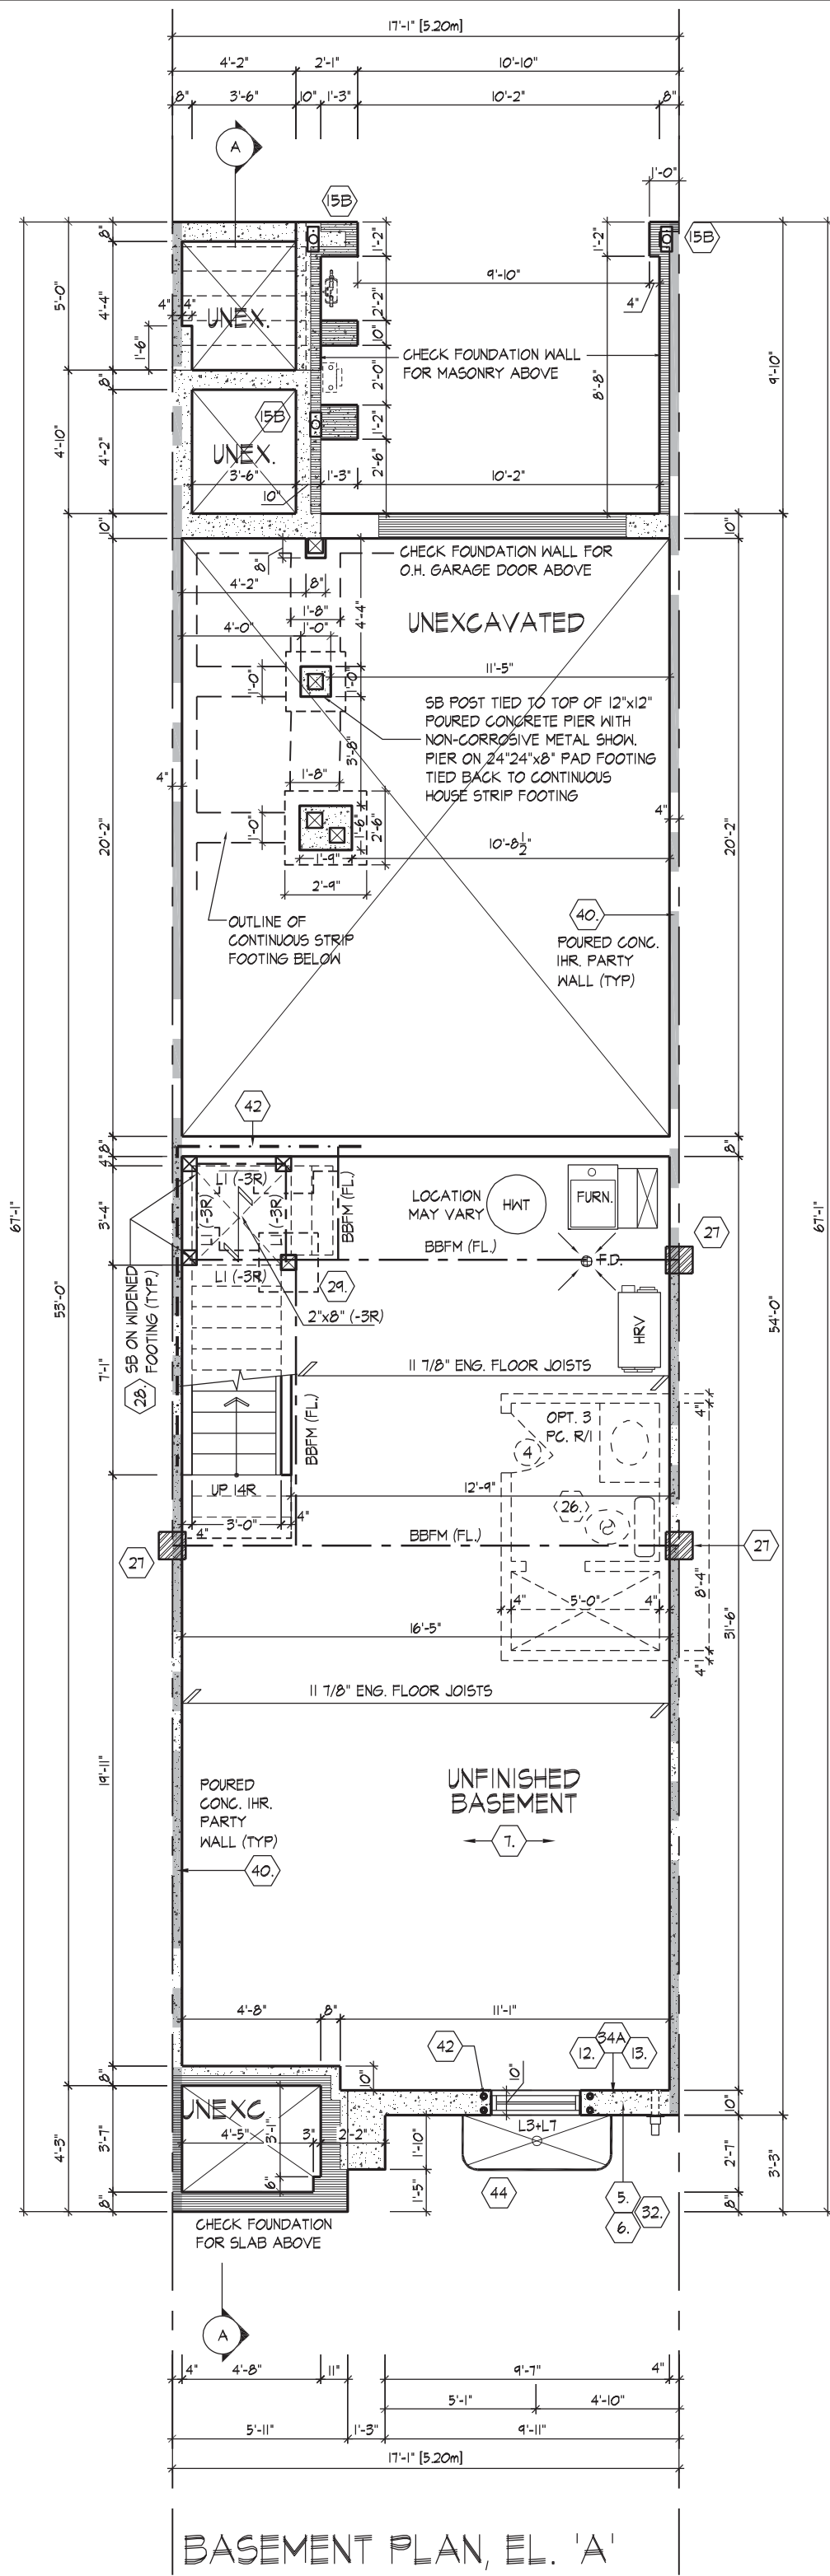 17'-1" [5.20m]
4'-2" 2'-1" 10'-10"
8" 3'-6" 10" 1'-3" 10'-2" 8"
A
1'-0"
15B
15B
8"
1'-2"
1'-2"
9'-10"
4"
5'-0"
4'-4"
4" 4"
UNEX.
2'-2"
1'-6"
10"
CHECK FOUNDATION WALL
FOR MASONRY ABOVE
2'-0"
8'-8"
9'-10"
8"
15B
1'-2"
4'-10"
4'-2"
UNEX.
3'-6"
1'-3"
2'-6"
10'-2"
10"
10"
10"
CHECK FOUNDATION WALL FOR
O.H. GARAGE DOOR ABOVE
8"
4'-2" 8"
1'-8"
4'-4"
4'-0" 1'-0"
UNEXCAVATED
11'-5"
1'-0"
1'-0"
SB POST TIED TO TOP OF 12"x12"
POURED CONCRETE PIER WITH
NON-CORROSIVE METAL SHOW.
PIER ON 24"24"x8" PAD FOOTING
TIED BACK TO CONTINUOUS
HOUSE STRIP FOOTING
3'-8"
1'-8"
4"
4"
20'-2"
20'-2"
1'-0"
1'-6"
2'-6"
10'-8 1/2"
1'-9"
2'-9"
OUTLINE OF
CONTINUOUS STRIP
FOOTING BELOW
40.
POURED CONC.
1HR. PARTY
WALL (TYP)
42
8"
4"
8"
L1 (-3R)
L1 (-3R)
L1 (-3R)
L1 (-3R)
BBFM (FL.)
LOCATION
MAY VARY
HWT
FURN.
3'-4"
67'-1"
67'-1"
BBFM (FL.)
F.D.
27
29.
2"x8" (-3R)
SB ON WIDENED
FOOTING (TYP.)
28.
53'-0"
54'-0"
HRV
7'-1"
11 7/8" ENG. FLOOR JOISTS
BBFM (FL.)
OPT. 3
PC. R/I
4
4"
UP 14R
12'-9"
26.
3'-0"
4"
4"
BBFM (FL.)
27
27
8'-4"
4" 5'-0" 4"
31'-6"
16'-5"
4"
11 7/8" ENG. FLOOR JOISTS
19'-11"
POURED
CONC. 1HR.
PARTY
WALL (TYP)
UNFINISHED
BASEMENT
7.
40.
4'-8" 8" 11'-1"
42
34A
12. 13.
8"
10"
10"
10"
UNEXC
L3+L7
4'-3"
3'-7"
4'-5"
3'-1"
3"
2'-2"
1'-10"
2'-7"
3'-3"
6"
1'-5"
44
5.
6.
32.
8"
8"
CHECK FOUNDATION
FOR SLAB ABOVE
A
4" 4'-8" 11" 9'-7" 4"
5'-1" 4'-10"
5'-11" 1'-3" 9'-11"
17'-1" [5.20m]
BASEMENT PLAN, EL. 'A'